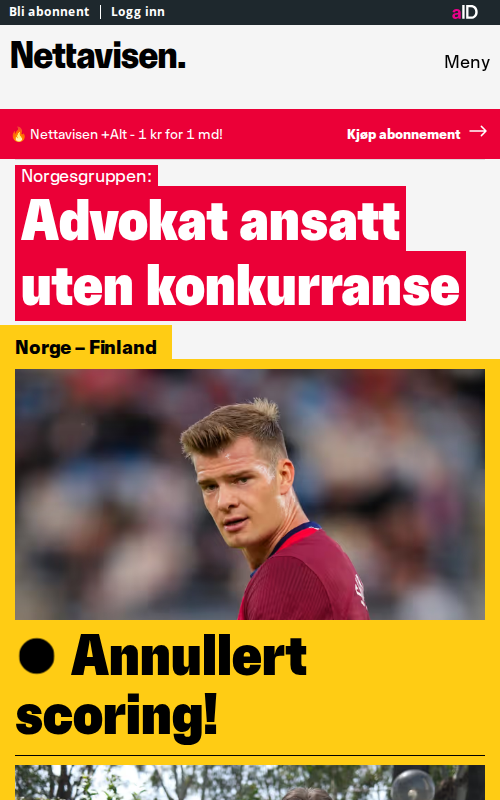 Bli abonnent | Logg inn
aID
Nettavisen.
Meny
🔥 Nettavisen +Alt - 1 kr for 1 md!
Kjøp abonnement →
Norgesgruppen:
Advokat ansatt
uten konkurranse
Norge – Finland
● Annullert
scoring!